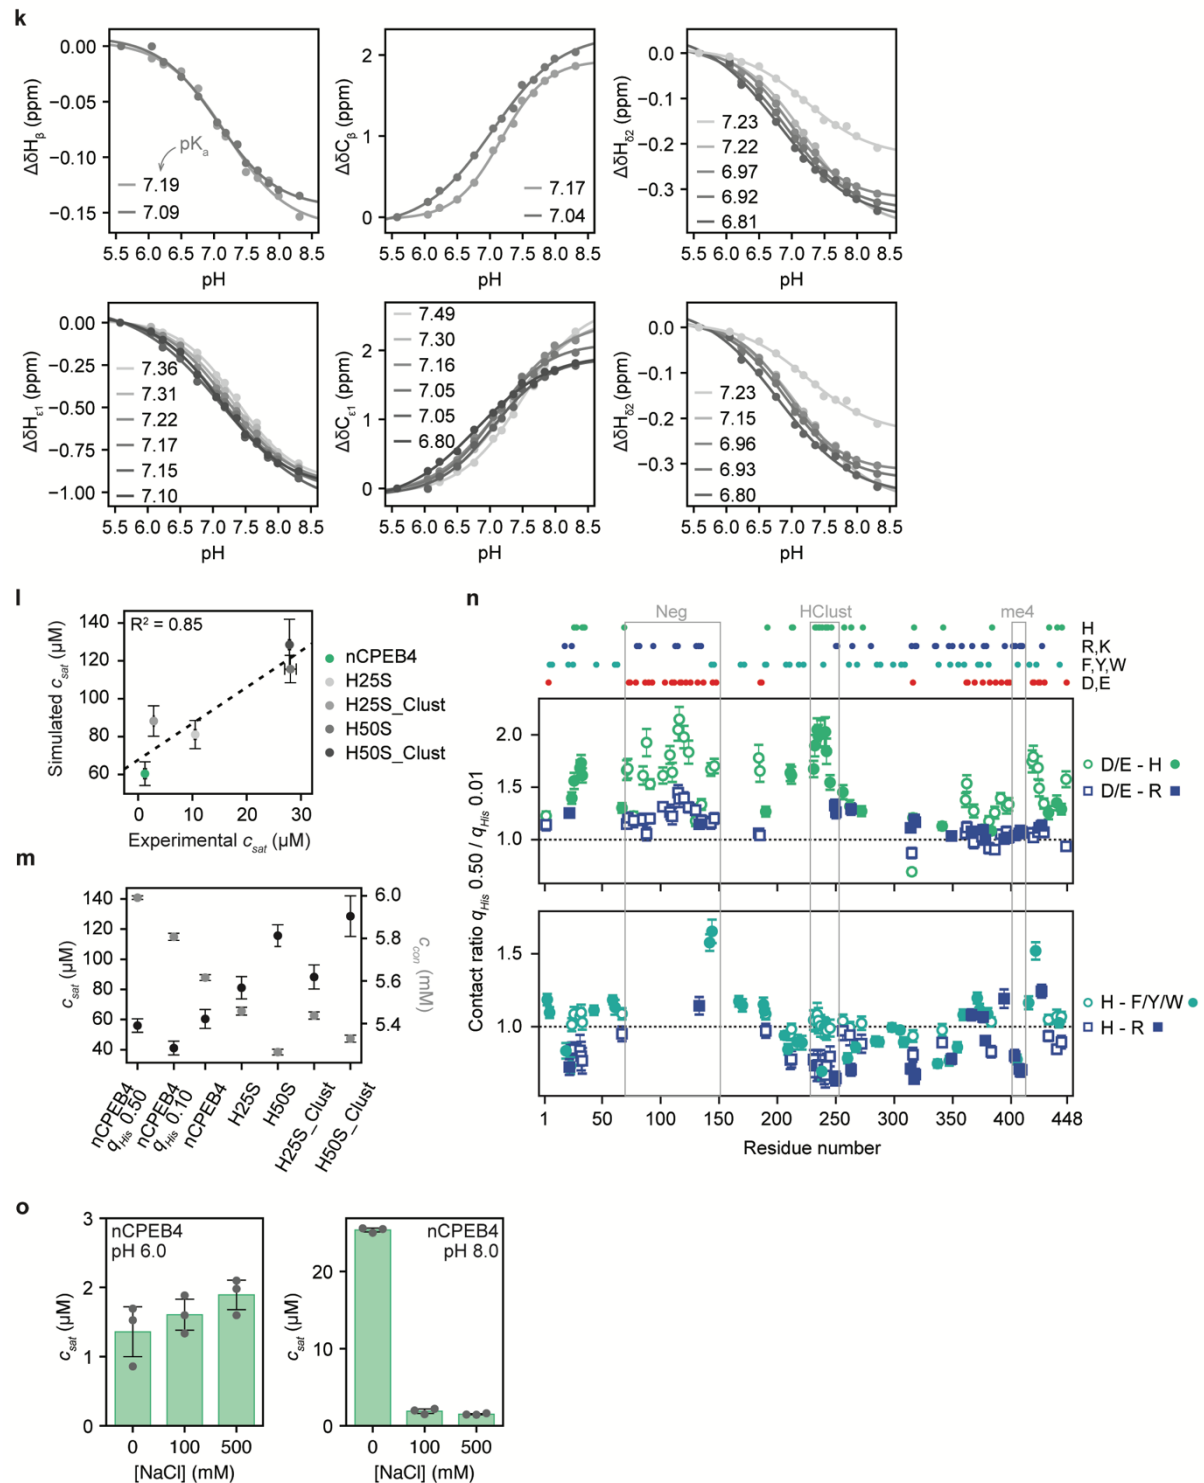 k
0.00
−0.05
−0.10
−0.15
ΔδHβ (ppm)
pKa
7.19
7.09
5.5 6.0 6.5 7.0 7.5 8.0 8.5
pH
2
1
0
ΔδCβ (ppm)
7.17
7.04
5.5 6.0 6.5 7.0 7.5 8.0 8.5
pH
0.0
−0.1
−0.2
−0.3
ΔδHδ2 (ppm)
7.23
7.22
6.97
6.92
6.81
5.5 6.0 6.5 7.0 7.5 8.0 8.5
pH
0.00
−0.25
−0.50
−0.75
−1.00
ΔδHε1 (ppm)
7.36
7.31
7.22
7.17
7.15
7.10
5.5 6.0 6.5 7.0 7.5 8.0 8.5
pH
2
1
0
ΔδCε1 (ppm)
7.49
7.30
7.16
7.05
7.05
6.80
5.5 6.0 6.5 7.0 7.5 8.0 8.5
pH
0.0
−0.1
−0.2
−0.3
ΔδHδ2 (ppm)
7.23
7.15
6.96
6.93
6.80
5.5 6.0 6.5 7.0 7.5 8.0 8.5
pH
l
140
120
100
80
60
Simulated csat (μM)
R² = 0.85
0 10 20 30
Experimental csat (μM)
nCPEB4
H25S
H25S_Clust
H50S
H50S_Clust
m
140
120
100
80
60
40
csat (μM)
6.0
5.8
5.6
5.4
ccon (mM)
nCPEB4
qHis 0.50
nCPEB4
qHis 0.10
nCPEB4
H25S
H50S
H25S_Clust
H50S_Clust
n
Neg
HClust
me4
H
R,K
F,Y,W
D,E
2.0
1.5
1.0
D/E - H
D/E - R
Contact ratio qHis 0.50 / qHis 0.01
1.5
1.0
H - F/Y/W
H - R
1 50 100 150 200 250 300 350 400 448
Residue number
o
3
2
1
0
csat (μM)
nCPEB4
pH 6.0
0 100 500
[NaCl] (mM)
20
10
0
csat (μM)
nCPEB4
pH 8.0
0 100 500
[NaCl] (mM)